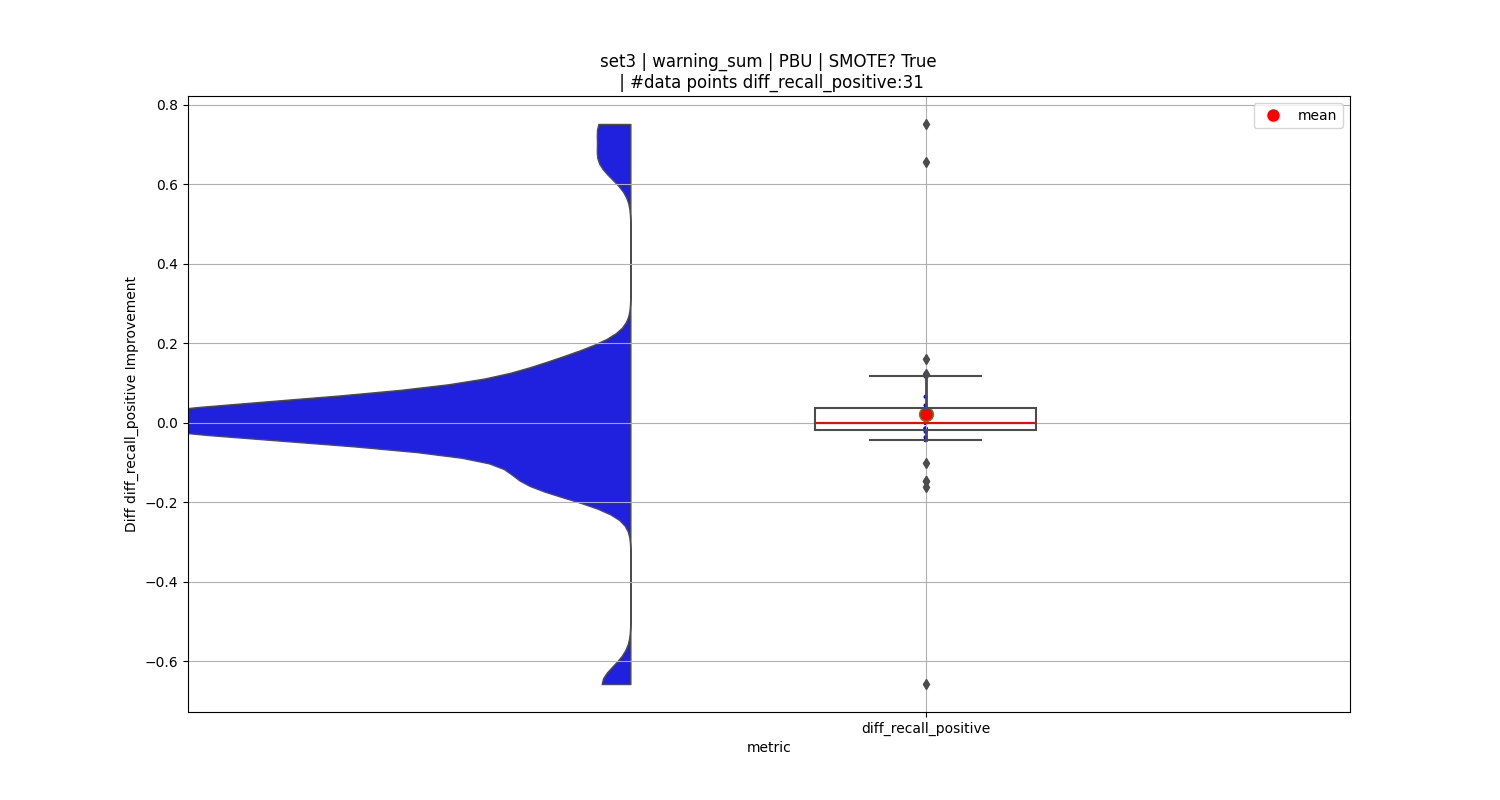 set3 | warning_sum | PBU | SMOTE? True
| #data points diff_recall_positive:31
mean
0.8
0.6
0.4
0.2
0.0
−0.2
−0.4
−0.6
Diff diff_recall_positive Improvement
diff_recall_positive
metric